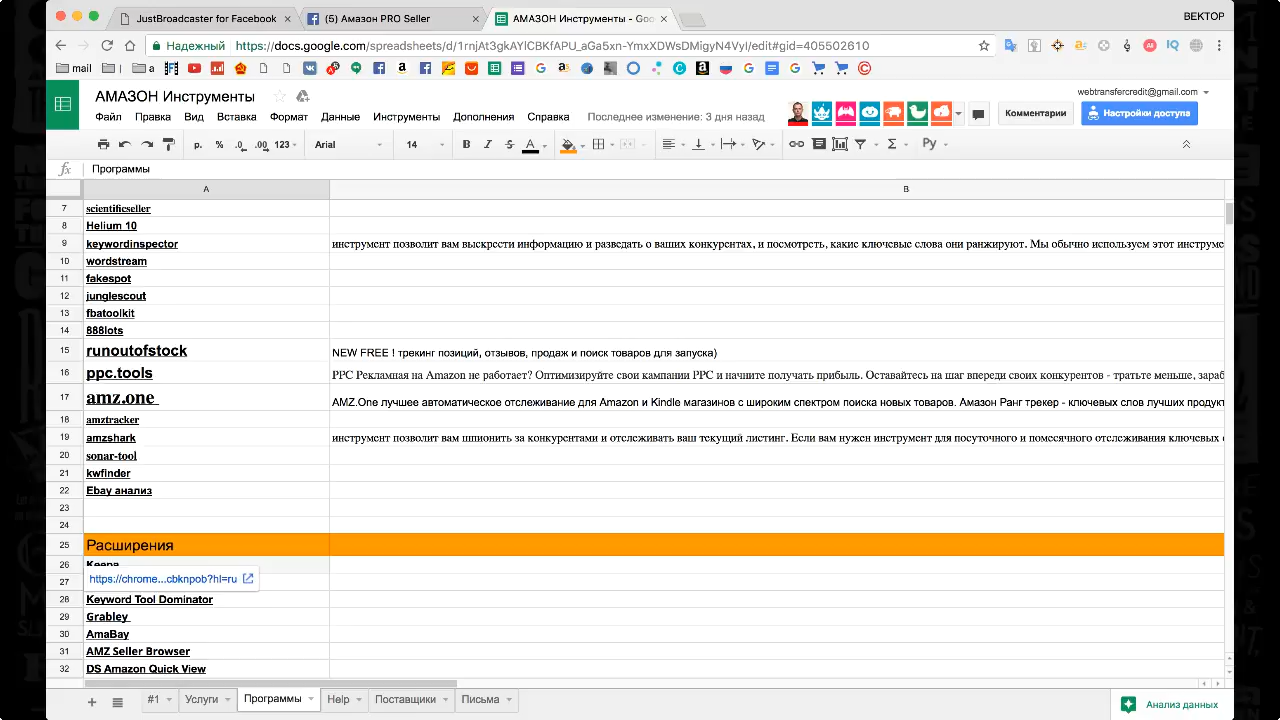 JustBroadcaster for Facebook
(5) Амазон PRO Seller
АМАЗОН Инструменты - Goo
ВЕКТОР
Надежный
https://docs.google.com/spreadsheets/d/1rnjAt3gkAYlCBKfAPU_aGa5xn-YmxXDWsDMigyN4VyI/edit#gid=405502610
mail
a
АМАЗОН Инструменты
webtransfercredit@gmail.com
Файл Правка Вид Вставка Формат Данные Инструменты Дополнения Справка Последнее изменение: 3 дня назад
Комментарии
Настройки доступа
р. % .0 .00 123 Arial 14 B I S A Σ Ру
fx Программы
A B
7 scientificseller
8 Helium 10
9 keywordinspector инструмент позволит вам выскрести информацию и разведать о ваших конкурентах, и посмотреть, какие ключевые слова они ранжируют. Мы обычно используем этот инструме
10 wordstream
11 fakespot
12 junglescout
13 fbatoolkit
14 888lots
15 runoutofstock NEW FREE ! трекинг позиций, отзывов, продаж и поиск товаров для запуска)
16 ppc.tools PPC Рекламная на Amazon не работает? Оптимизируйте свои кампании PPC и начните получать прибыль. Оставайтесь на шаг впереди своих конкурентов - тратьте меньше, зараб
17 amz.one AMZ.One лучшее автоматическое отслеживание для Amazon и Kindle магазинов с широким спектром поиска новых товаров. Амазон Ранг трекер - ключевых слов лучших продукт
18 amztracker
19 amzshark инструмент позволит вам шпионить за конкурентами и отслеживать ваш текущий листинг. Если вам нужен инструмент для посуточного и помесячного отслеживания ключевых с
20 sonar-tool
21 kwfinder
22 Ebay анализ
23
24
25 Расширения
26 Keepa
27 https://chrome...cbknpob?hl=ru
28 Keyword Tool Dominator
29 Grabley
30 AmaBay
31 AMZ Seller Browser
32 DS Amazon Quick View
#1 Услуги Программы Help Поставщики Письма
Анализ данных